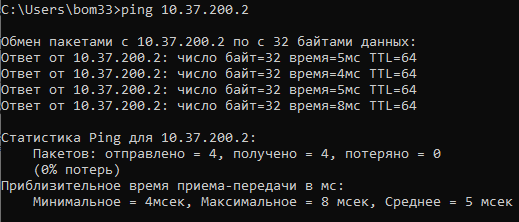 C:\Users\bom33>ping 10.37.200.2
Обмен пакетами с 10.37.200.2 по с 32 байтами данных:
Ответ от 10.37.200.2: число байт=32 время=5мс TTL=64
Ответ от 10.37.200.2: число байт=32 время=4мс TTL=64
Ответ от 10.37.200.2: число байт=32 время=5мс TTL=64
Ответ от 10.37.200.2: число байт=32 время=8мс TTL=64
Статистика Ping для 10.37.200.2:
Пакетов: отправлено = 4, получено = 4, потеряно = 0
(0% потерь)
Приблизительное время приема-передачи в мс:
Минимальное = 4мсек, Максимальное = 8 мсек, Среднее = 5 мсек